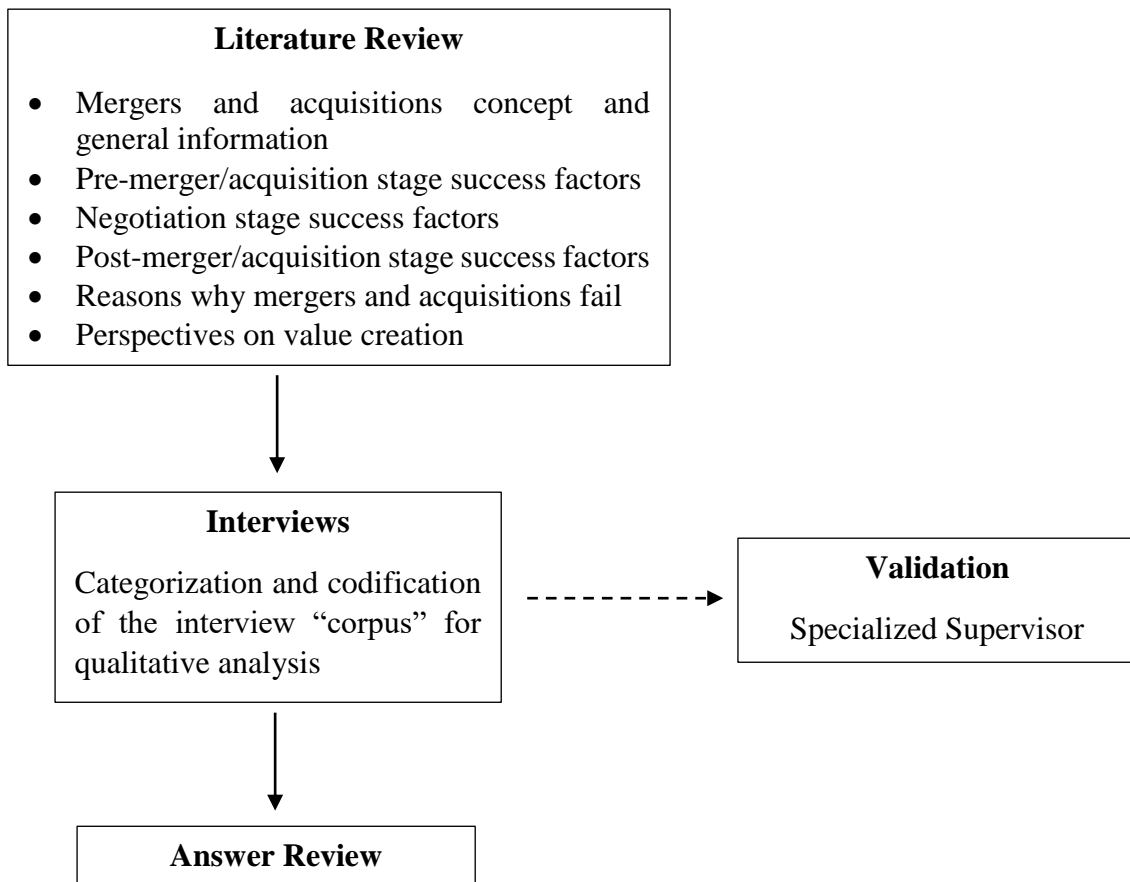 Literature Review
• Mergers and acquisitions concept and
general information
• Pre-merger/acquisition stage success factors
• Negotiation stage success factors
• Post-merger/acquisition stage success factors
• Reasons why mergers and acquisitions fail
• Perspectives on value creation
Interviews
Categorization and codification
of the interview “corpus” for
qualitative analysis
Validation
Specialized Supervisor
Answer Review